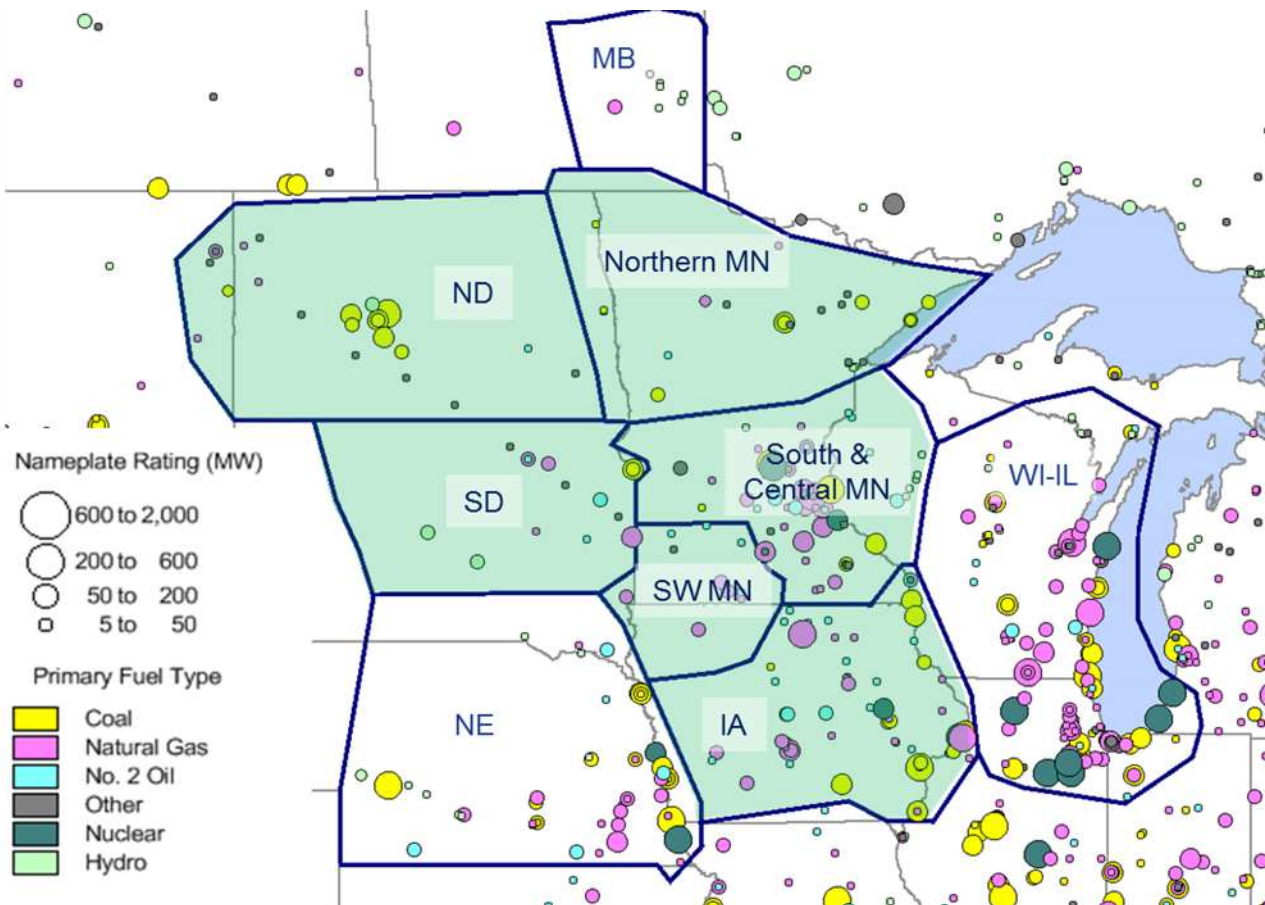 MB
Northern MN
ND
South &
Central MN
WI-IL
SD
SW MN
NE
IA
Nameplate Rating (MW)
600 to 2,000
200 to 600
50 to 200
5 to 50
Primary Fuel Type
Coal
Natural Gas
No. 2 Oil
Other
Nuclear
Hydro